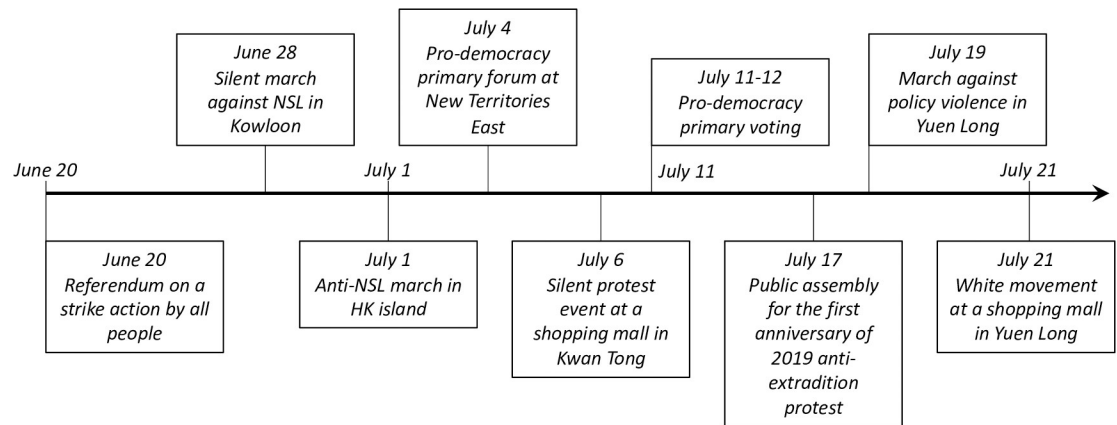 June 28
Silent march
against NSL in
Kowloon
July 4
Pro-democracy
primary forum at
New Territories
East
July 11-12
Pro-democracy
primary voting
July 19
March against
policy violence in
Yuen Long
June 20
July 1
July 11
July 21
June 20
Referendum on a
strike action by all
people
July 1
Anti-NSL march in
HK island
July 6
Silent protest
event at a
shopping mall in
Kwan Tong
July 17
Public assembly
for the first
anniversary of
2019 anti-
extradition
protest
July 21
White movement
at a shopping mall
in Yuen Long